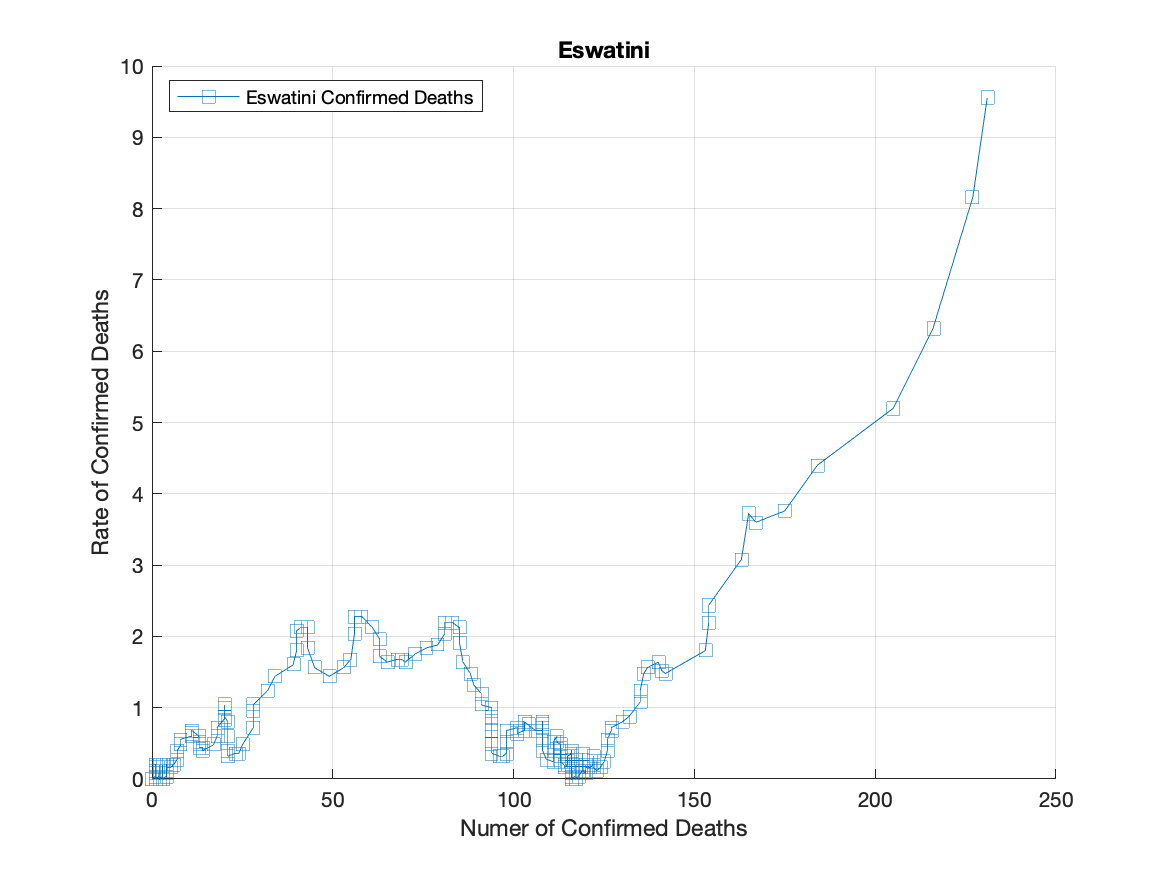 Eswatini
Eswatini Confirmed Deaths
10
9
8
7
6
5
4
3
2
1
0
Rate of Confirmed Deaths
0 50 100 150 200 250
Numer of Confirmed Deaths